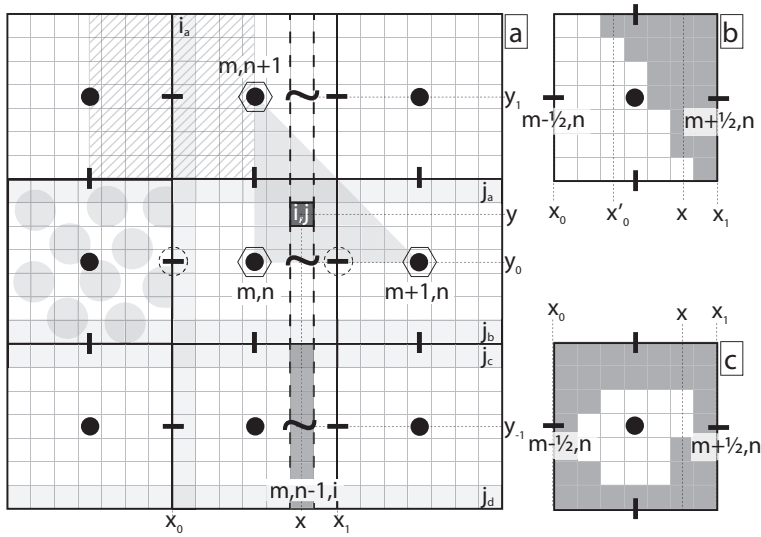 i_a
a
m,n+1
y_1
j_a
i,j
y
y_0
m,n
m+1,n
j_b
j_c
y_-1
m,n-1,i
j_d
x_0
x
x_1
b
m-½,n
m+½,n
x_0
x'_0
x
x_1
x_0
x
x_1
c
m-½,n
m+½,n